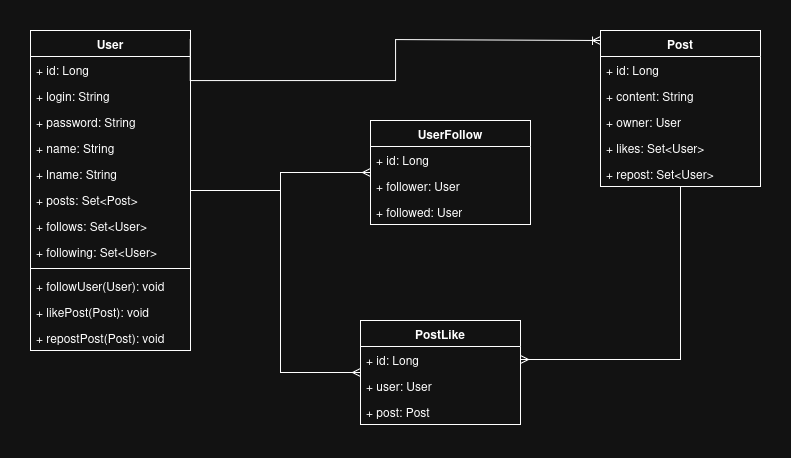 User
+ id: Long
+ login: String
+ password: String
+ name: String
+ lname: String
+ posts: Set<Post>
+ follows: Set<User>
+ following: Set<User>
+ followUser(User): void
+ likePost(Post): void
+ repostPost(Post): void
UserFollow
+ id: Long
+ follower: User
+ followed: User
PostLike
+ id: Long
+ user: User
+ post: Post
Post
+ id: Long
+ content: String
+ owner: User
+ likes: Set<User>
+ repost: Set<User>